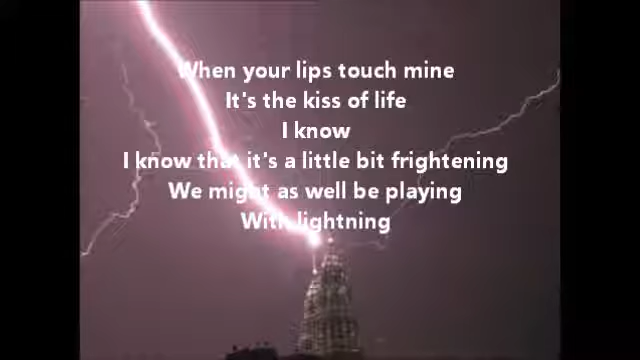 When your lips touch mine
It's the kiss of life
I know
I know that it's a little bit frightening
We might as well be playing
With lightning